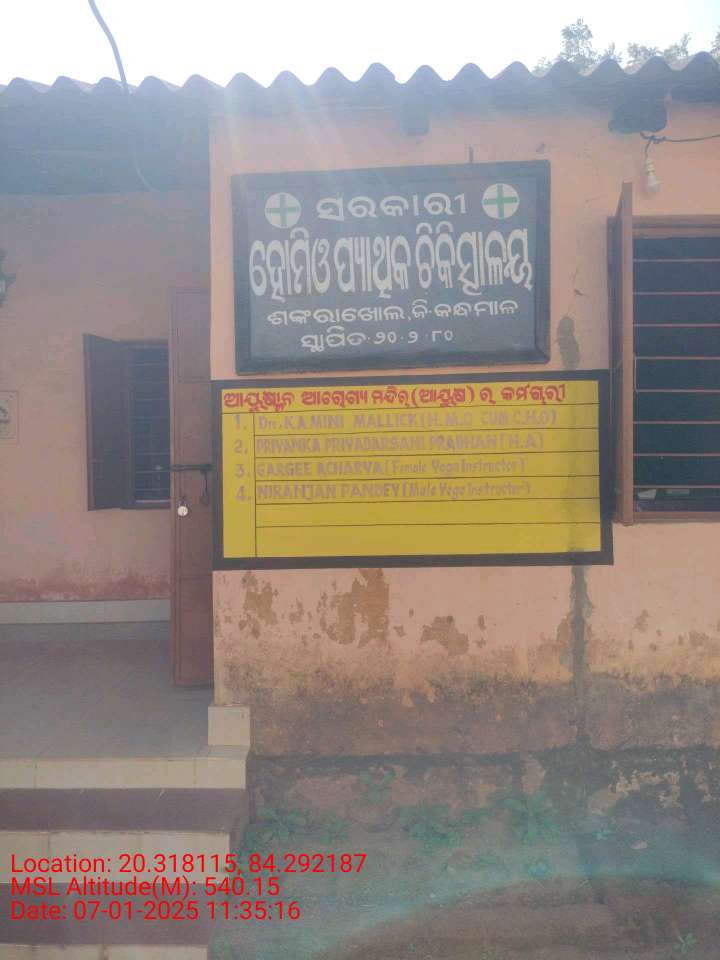 ସରକାରୀ
ହୋମିଓପ୍ୟାଥିକ ଚିକିତ୍ସାଳୟ
ଶଙ୍କରାଖୋଲ, ଜି-କନ୍ଧମାଳ
ସ୍ଥାପିତ-୨୦-୨-୮୦
ଆୟୁଷ୍ମାନ ଆରୋଗ୍ୟ ମନ୍ଦିର (ଆୟୁଷ) ର କର୍ମଚାରୀ
1. Dr. KAMINI MALLICK (H.M.O CUM C.H.O)
2. PRIYANKA PRIYADARSANI PRADHAN (H.A)
3. GARGEE ACHARYA (Female Yoga Instructor)
4. NIRANJAN PANDEY (Male Yoga Instructor)
Location: 20.318115, 84.292187
MSL Altitude(M): 540.15
Date: 07-01-2025 11:35:16